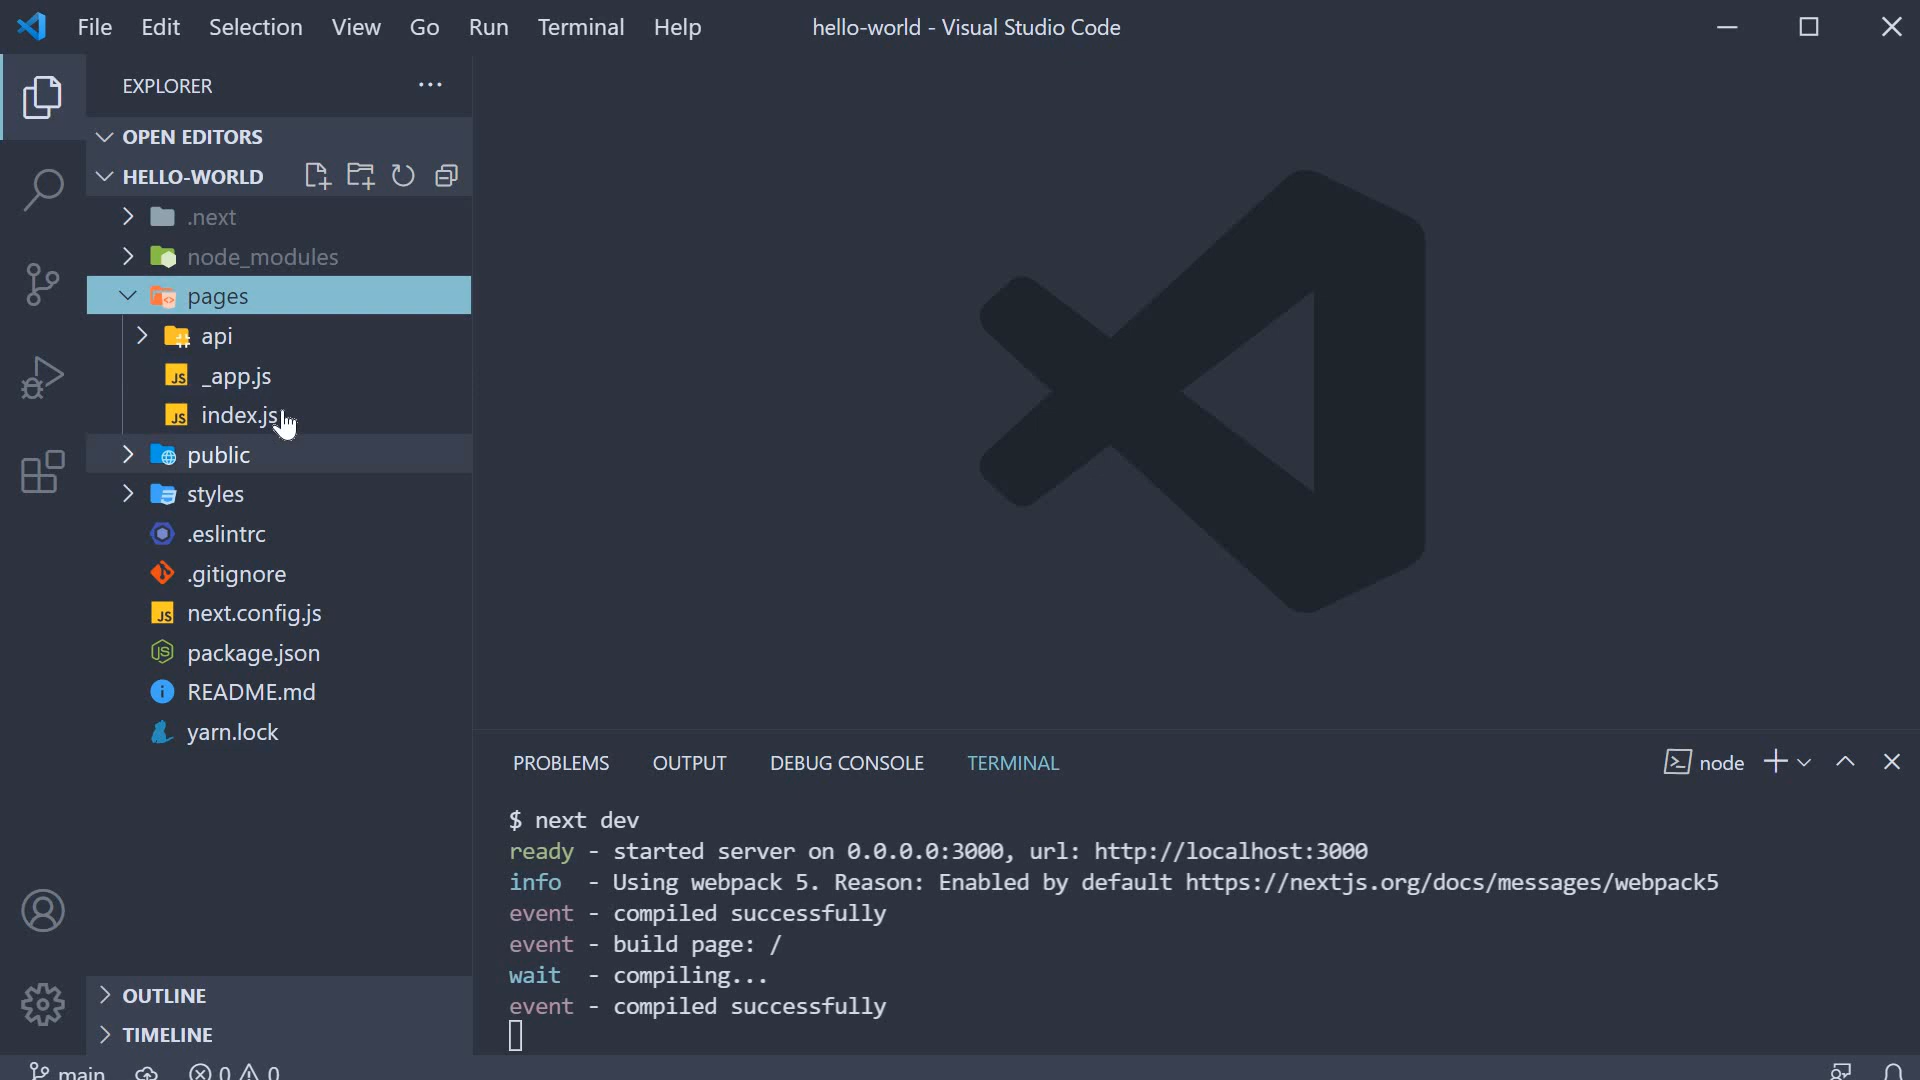 File Edit Selection View Go Run Terminal Help
hello-world - Visual Studio Code
EXPLORER
OPEN EDITORS
HELLO-WORLD
.next
node_modules
pages
api
_app.js
index.js
public
styles
.eslintrc
.gitignore
next.config.js
package.json
README.md
yarn.lock
OUTLINE
TIMELINE
PROBLEMS OUTPUT DEBUG CONSOLE TERMINAL
node
$ next dev
ready - started server on 0.0.0.0:3000, url: http://localhost:3000
info - Using webpack 5. Reason: Enabled by default https://nextjs.org/docs/messages/webpack5
event - compiled successfully
event - build page: /
wait - compiling...
event - compiled successfully
main 0 0